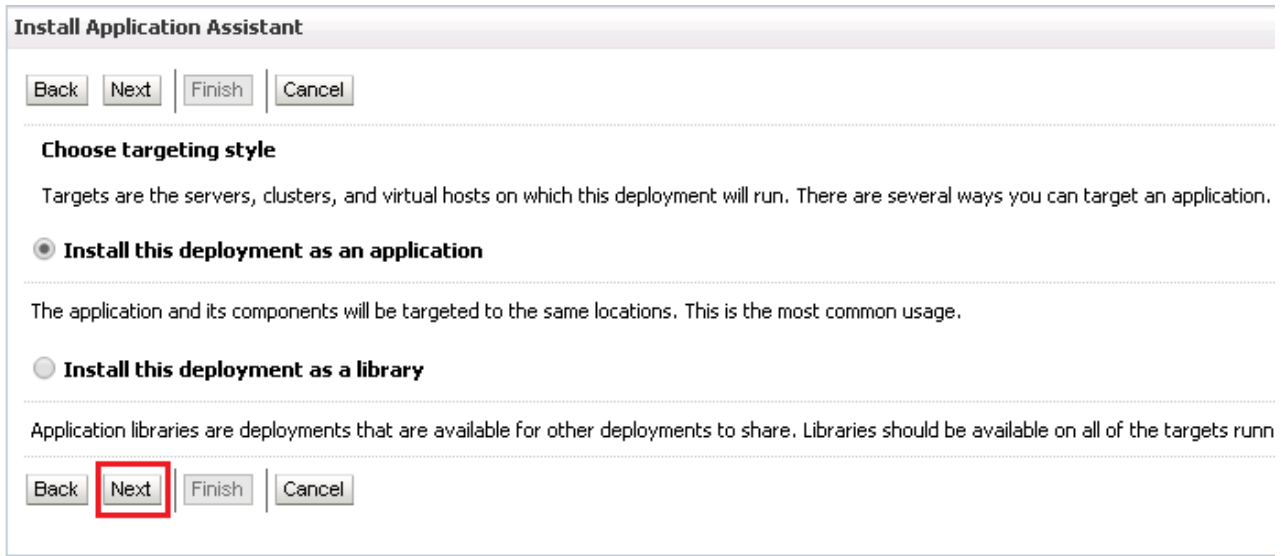 Install Application Assistant
Back Next Finish Cancel
Choose targeting style
Targets are the servers, clusters, and virtual hosts on which this deployment will run. There are several ways you can target an application.
Install this deployment as an application
The application and its components will be targeted to the same locations. This is the most common usage.
Install this deployment as a library
Application libraries are deployments that are available for other deployments to share. Libraries should be available on all of the targets runn
Back Next Finish Cancel